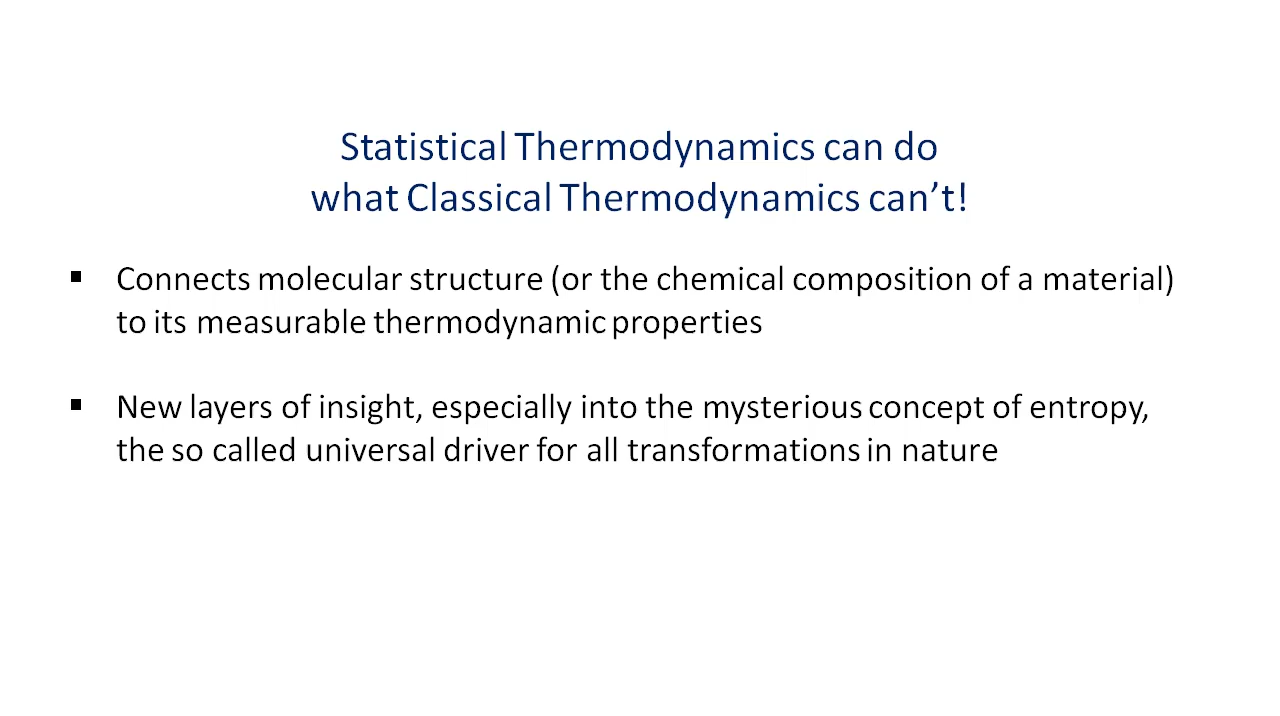 Statistical Thermodynamics can do
what Classical Thermodynamics can’t!
▪ Connects molecular structure (or the chemical composition of a material)
to its measurable thermodynamic properties
▪ New layers of insight, especially into the mysterious concept of entropy,
the so called universal driver for all transformations in nature